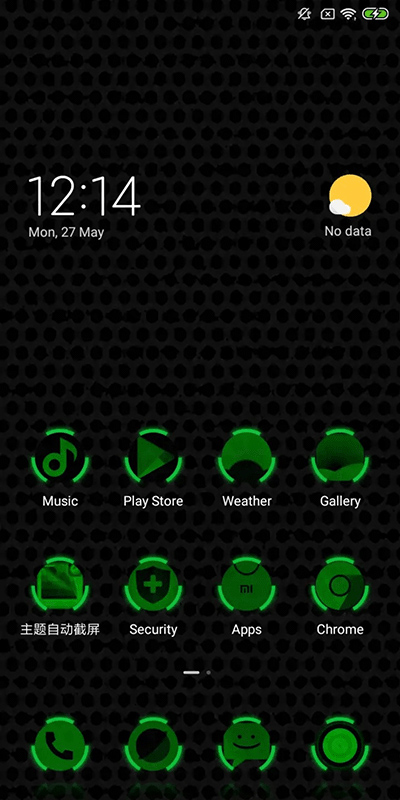 12:14
Mon, 27 May
No data
Music
Play Store
Weather
Gallery
mi
主题自动截屏
Security
Apps
Chrome